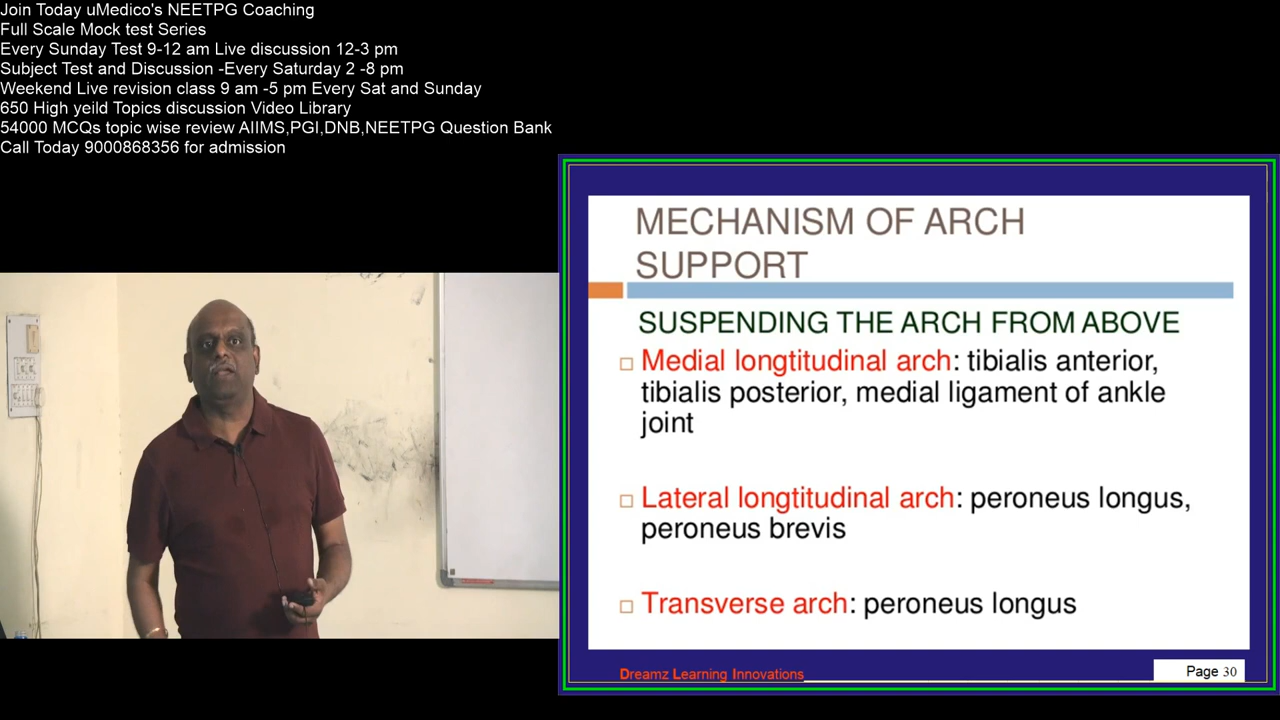 Join Today uMedico's NEETPG Coaching
Full Scale Mock test Series
Every Sunday Test 9-12 am Live discussion 12-3 pm
Subject Test and Discussion -Every Saturday 2 -8 pm
Weekend Live revision class 9 am -5 pm Every Sat and Sunday
650 High yeild Topics discussion Video Library
54000 MCQs topic wise review AIIMS,PGI,DNB,NEETPG Question Bank
Call Today 9000868356 for admission
MECHANISM OF ARCH
SUPPORT
SUSPENDING THE ARCH FROM ABOVE
Medial longtitudinal arch: tibialis anterior,
tibialis posterior, medial ligament of ankle
joint
Lateral longtitudinal arch: peroneus longus,
peroneus brevis
Transverse arch: peroneus longus
Dreamz Learning Innovations
Page 30